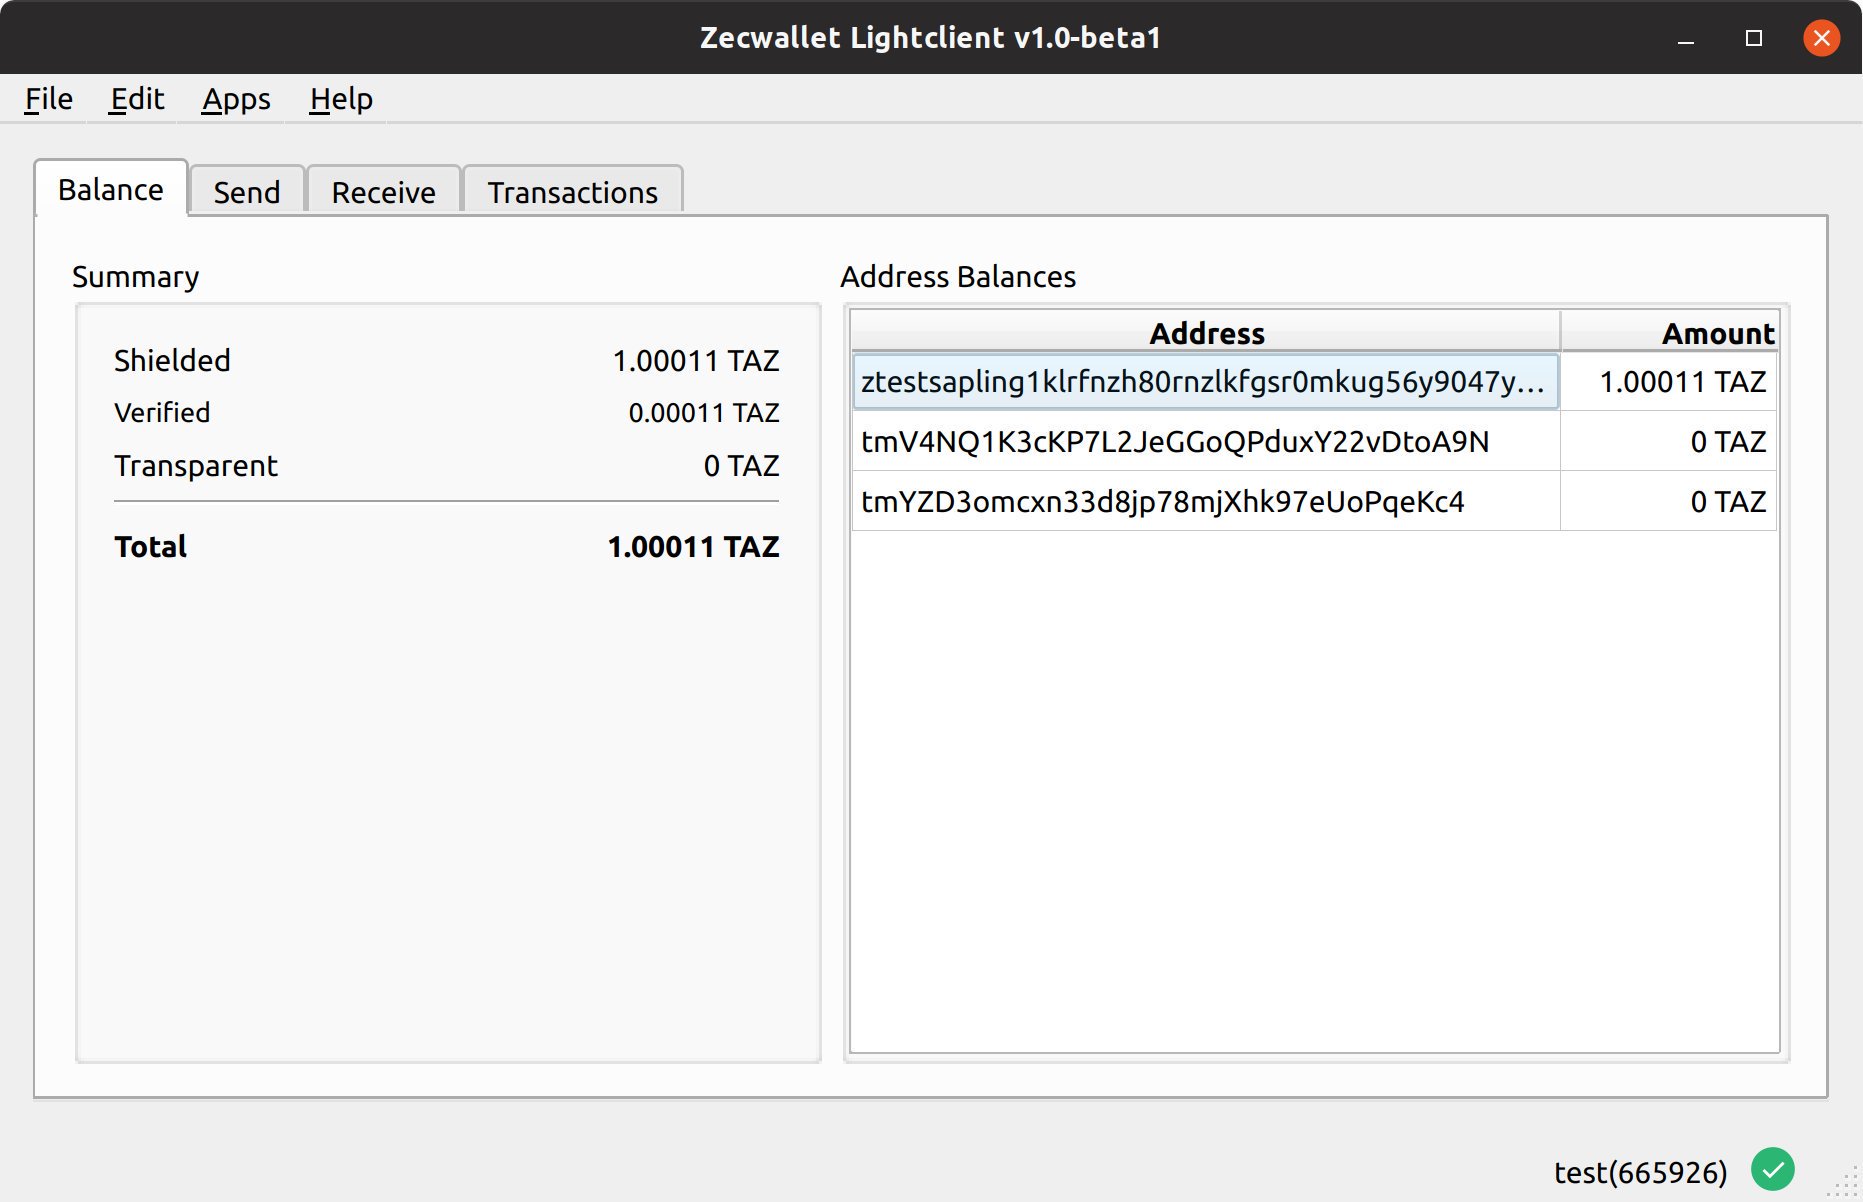 Zecwallet Lightclient v1.0-beta1
File Edit Apps Help
Balance Send Receive Transactions
Summary
Shielded 1.00011 TAZ
Verified 0.00011 TAZ
Transparent 0 TAZ
Total 1.00011 TAZ
Address Balances
Address Amount
ztestsapling1klrfnzh80rnzlkfgsr0mkug56y9047y... 1.00011 TAZ
tmV4NQ1K3cKP7L2JeGGoQPduxY22vDtoA9N 0 TAZ
tmYZD3omcxn33d8jp78mjXhk97eUoPqeKc4 0 TAZ
test(665926)